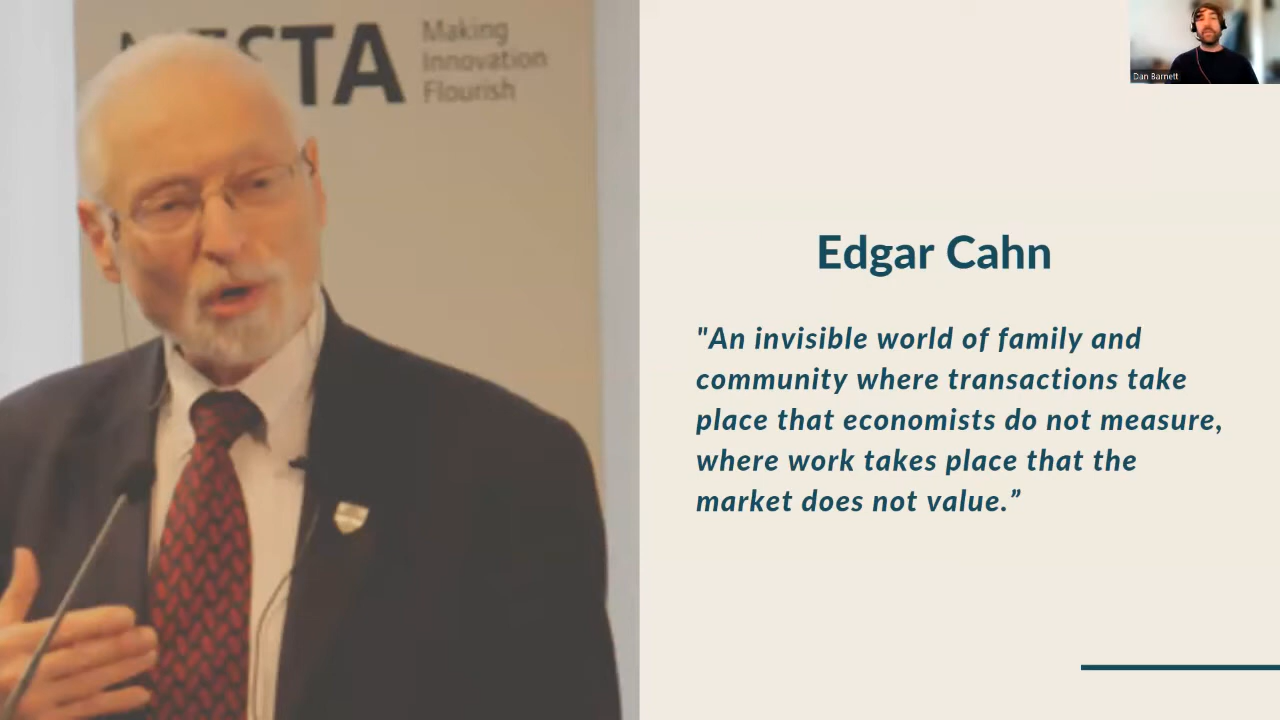 NESTA
Making
Innovation
Flourish
Dan Barnett
Edgar Cahn
"An invisible world of family and
community where transactions take
place that economists do not measure,
where work takes place that the
market does not value.”